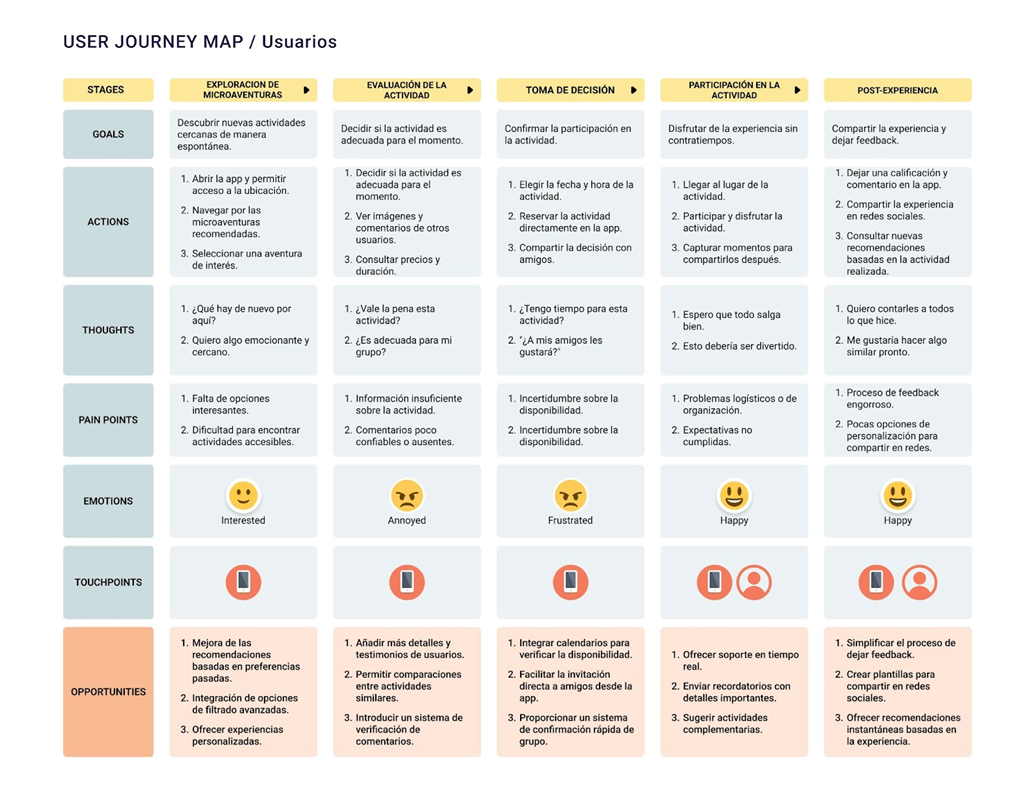 USER JOURNEY MAP / Usuarios
STAGES
EXPLORACION DE
MICROAVENTURAS
EVALUACIÓN DE LA
ACTIVIDAD
TOMA DE DECISIÓN
PARTICIPACIÓN EN LA
ACTIVIDAD
POST-EXPERIENCIA
GOALS
Descubrir nuevas actividades
cercanas de manera
espontánea.
Decidir si la actividad es
adecuada para el momento.
Confirmar la participación en
la actividad.
Disfrutar de la experiencia sin
contratiempos.
Compartir la experiencia y
dejar feedback.
ACTIONS
1. Abrir la app y permitir
acceso a la ubicación.
2. Navegar por las
microaventuras
recomendadas.
3. Seleccionar una aventura
de interés.
1. Decidir si la actividad es
adecuada para el
momento.
2. Ver imágenes y
comentarios de otros
usuarios.
3. Consultar precios y
duración.
1. Elegir la fecha y hora de la
actividad.
2. Reservar la actividad
directamente en la app.
3. Compartir la decisión con
amigos.
1. Llegar al lugar de la
actividad.
2. Participar y disfrutar la
actividad.
3. Capturar momentos para
compartirlos después.
1. Dejar una calificación y
comentario en la app.
2. Compartir la experiencia
en redes sociales.
3. Consultar nuevas
recomendaciones
basadas en la actividad
realizada.
THOUGHTS
1. ¿Qué hay de nuevo por
aquí?
2. Quiero algo emocionante y
cercano.
1. ¿Vale la pena esta
actividad?
2. ¿Es adecuada para mi
grupo?
1. ¿Tengo tiempo para esta
actividad?
2. "¿A mis amigos les
gustará?"
1. Espero que todo salga
bien.
2. Esto debería ser divertido.
1. Quiero contarles a todos
lo que hice.
2. Me gustaría hacer algo
similar pronto.
PAIN POINTS
1. Falta de opciones
interesantes.
2. Dificultad para encontrar
actividades accesibles.
1. Información insuficiente
sobre la actividad.
2. Comentarios poco
confiables o ausentes.
1. Incertidumbre sobre la
disponibilidad.
2. Incertidumbre sobre la
disponibilidad.
1. Problemas logísticos o de
organización.
2. Expectativas no
cumplidas.
1. Proceso de feedback
engorroso.
2. Pocas opciones de
personalización para
compartir en redes.
EMOTIONS
Interested
Annoyed
Frustrated
Happy
Happy
TOUCHPOINTS
OPPORTUNITIES
1. Mejora de las
recomendaciones
basadas en preferencias
pasadas.
2. Integración de opciones
de filtrado avanzadas.
3. Ofrecer experiencias
personalizadas.
1. Añadir más detalles y
testimonios de usuarios.
2. Permitir comparaciones
entre actividades
similares.
3. Introducir un sistema de
verificación de
comentarios.
1. Integrar calendarios para
verificar la disponibilidad.
2. Facilitar la invitación
directa a amigos desde la
app.
3. Proporcionar un sistema
de confirmación rápida de
grupo.
1. Ofrecer soporte en tiempo
real.
2. Enviar recordatorios con
detalles importantes.
3. Sugerir actividades
complementarias.
1. Simplificar el proceso de
dejar feedback.
2. Crear plantillas para
compartir en redes
sociales.
3. Ofrecer recomendaciones
instantáneas basadas en
la experiencia.